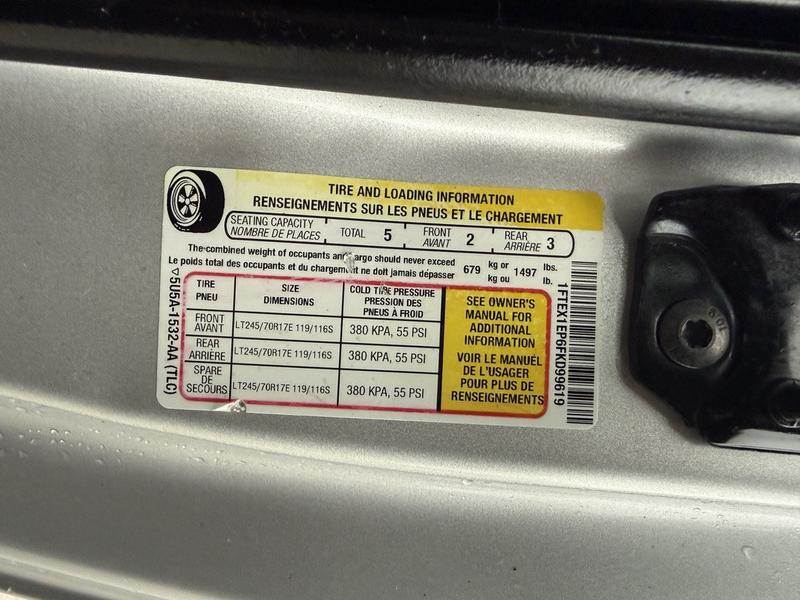 TIRE AND LOADING INFORMATION
RENSEIGNEMENTS SUR LES PNEUS ET LE CHARGEMENT
SEATING CAPACITY
NOMBRE DE PLACES
TOTAL 5
FRONT
AVANT 2
REAR
ARRIÈRE 3
The combined weight of occupants and cargo should never exceed
Le poids total des occupants et du chargement ne doit jamais dépasser
679 kg or 1497 lbs.
kg ou lb.
TIRE
PNEU
SIZE
DIMENSIONS
COLD TIRE PRESSURE
PRESSION DES
PNEUS À FROID
FRONT
AVANT
LT245/70R17E 119/116S
380 KPA, 55 PSI
REAR
ARRIÈRE
LT245/70R17E 119/116S
380 KPA, 55 PSI
SPARE
DE
SECOURS
LT245/70R17E 119/116S
380 KPA, 55 PSI
SEE OWNER'S
MANUAL FOR
ADDITIONAL
INFORMATION
VOIR LE MANUEL
DE L'USAGER
POUR PLUS DE
RENSEIGNEMENTS
5U5A-1532-AA (TLC)
1FTEX1EP6FKD99619
10.9